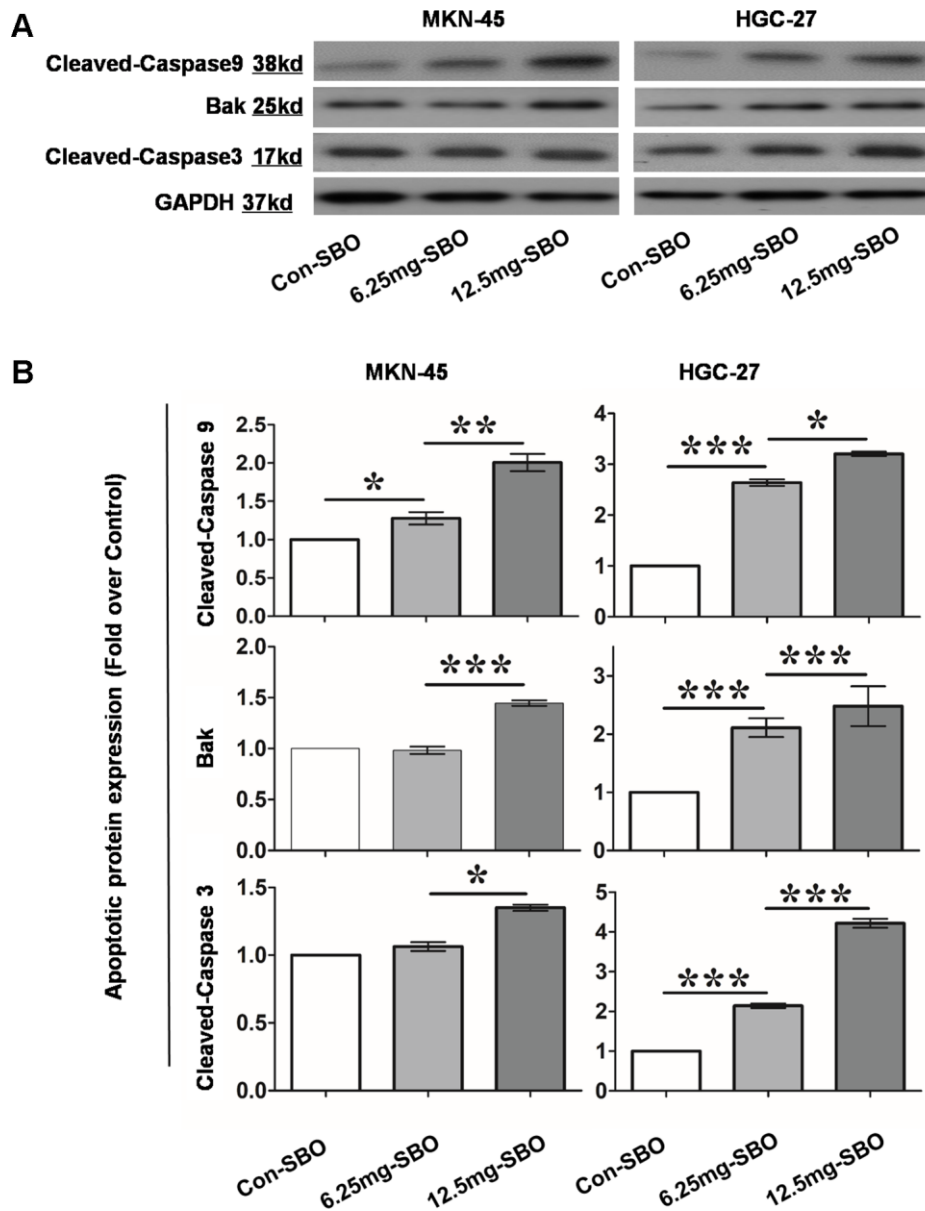 A
MKN-45
HGC-27
Cleaved-Caspase9 38kd
Bak 25kd
Cleaved-Caspase3 17kd
GAPDH 37kd
Con-SBO
6.25mg-SBO
12.5mg-SBO
Con-SBO
6.25mg-SBO
12.5mg-SBO
B
MKN-45
HGC-27
Apoptotic protein expression (Fold over Control)
Cleaved-Caspase 9
2.5
2.0
1.5
1.0
0.5
0.0
*
**
4
3
2
1
0
***
*
Bak
2.0
1.5
1.0
0.5
0.0
***
3
2
1
0
***
***
Cleaved-Caspase 3
1.5
1.0
0.5
0.0
*
5
4
3
2
1
0
***
***
Con-SBO
6.25mg-SBO
12.5mg-SBO
Con-SBO
6.25mg-SBO
12.5mg-SBO